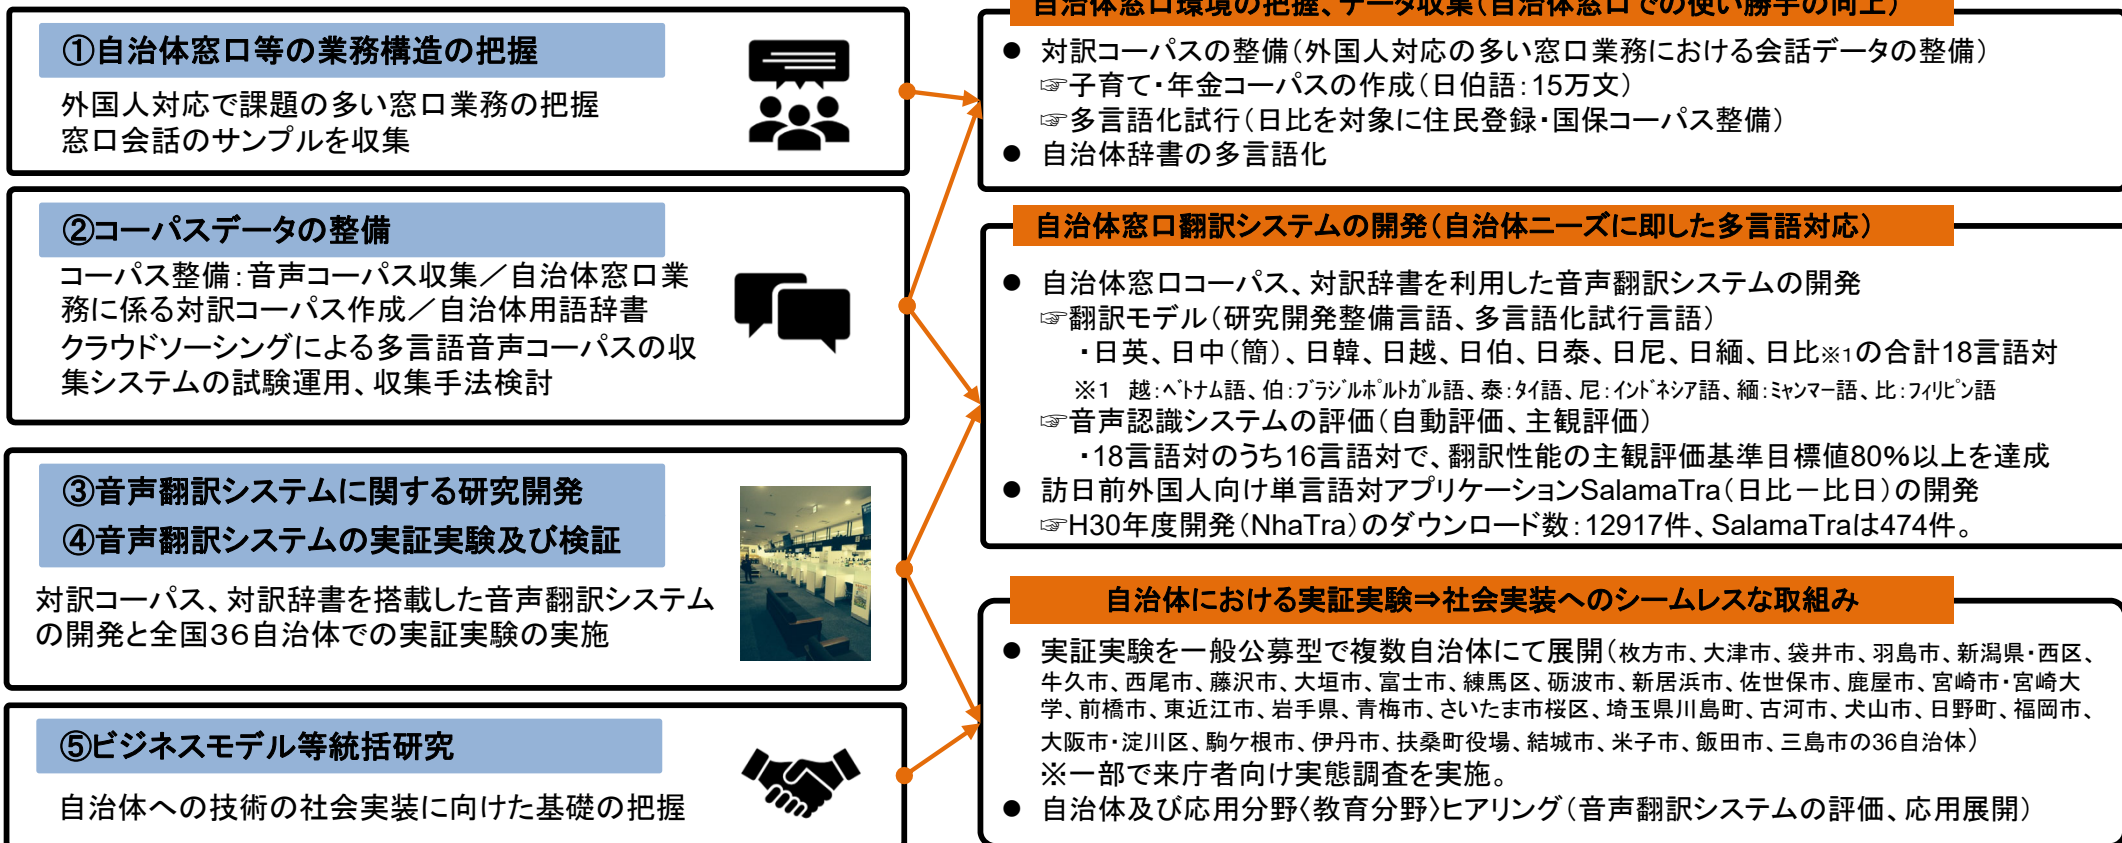 ①自治体窓口等の業務構造の把握
外国人対応で課題の多い窓口業務の把握
窓口会話のサンプルを収集
②コーパスデータの整備
コーパス整備：音声コーパス収集／自治体窓口業
務に係る対訳コーパス作成／自治体用語辞書
クラウドソーシングによる多言語音声コーパスの収
集システムの試験運用、収集手法検討
③音声翻訳システムに関する研究開発
④音声翻訳システムの実証実験及び検証
対訳コーパス、対訳辞書を搭載した音声翻訳システム
の開発と全国36自治体での実証実験の実施
⑤ビジネスモデル等統括研究
自治体への技術の社会実装に向けた基礎の把握
自治体窓口環境の把握、データ収集（自治体窓口での使い勝手の向上）
● 対訳コーパスの整備（外国人対応の多い窓口業務における会話データの整備）
☞子育て・年金コーパスの作成（日伯語：15万文）
☞多言語化試行（日比を対象に住民登録・国保コーパス整備）
● 自治体辞書の多言語化
自治体窓口翻訳システムの開発（自治体ニーズに即した多言語対応）
● 自治体窓口コーパス、対訳辞書を利用した音声翻訳システムの開発
☞翻訳モデル（研究開発整備言語、多言語化試行言語）
・日英、日中（簡）、日韓、日越、日伯、日泰、日尼、日緬、日比※1の合計18言語対
※1　越：ﾍﾞﾄﾅﾑ語、伯：ﾌﾞﾗｼﾞﾙﾎﾟﾙﾄｶﾞﾙ語、泰：ﾀｲ語、尼：ｲﾝﾄﾞﾈｼｱ語、緬：ﾐｬﾝﾏｰ語、比：ﾌｨﾘﾋﾟﾝ語
☞音声認識システムの評価（自動評価、主観評価）
・18言語対のうち16言語対で、翻訳性能の主観評価基準目標値80%以上を達成
● 訪日前外国人向け単言語対アプリケーションSalamaTra（日比－比日）の開発
☞H30年度開発（NhaTra）のダウンロード数：12917件、SalamaTraは474件。
自治体における実証実験⇒社会実装へのシームレスな取組み
● 実証実験を一般公募型で複数自治体にて展開（枚方市、大津市、袋井市、羽島市、新潟県・西区、
牛久市、西尾市、藤沢市、大垣市、富士市、練馬区、砺波市、新居浜市、佐世保市、鹿屋市、宮崎市・宮崎大
学、前橋市、東近江市、岩手県、青梅市、さいたま市桜区、埼玉県川島町、古河市、犬山市、日野町、福岡市、
大阪市・淀川区、駒ケ根市、伊丹市、扶桑町役場、結城市、米子市、飯田市、三島市の36自治体）
※一部で来庁者向け実態調査を実施。
● 自治体及び応用分野〈教育分野〉ヒアリング（音声翻訳システムの評価、応用展開）